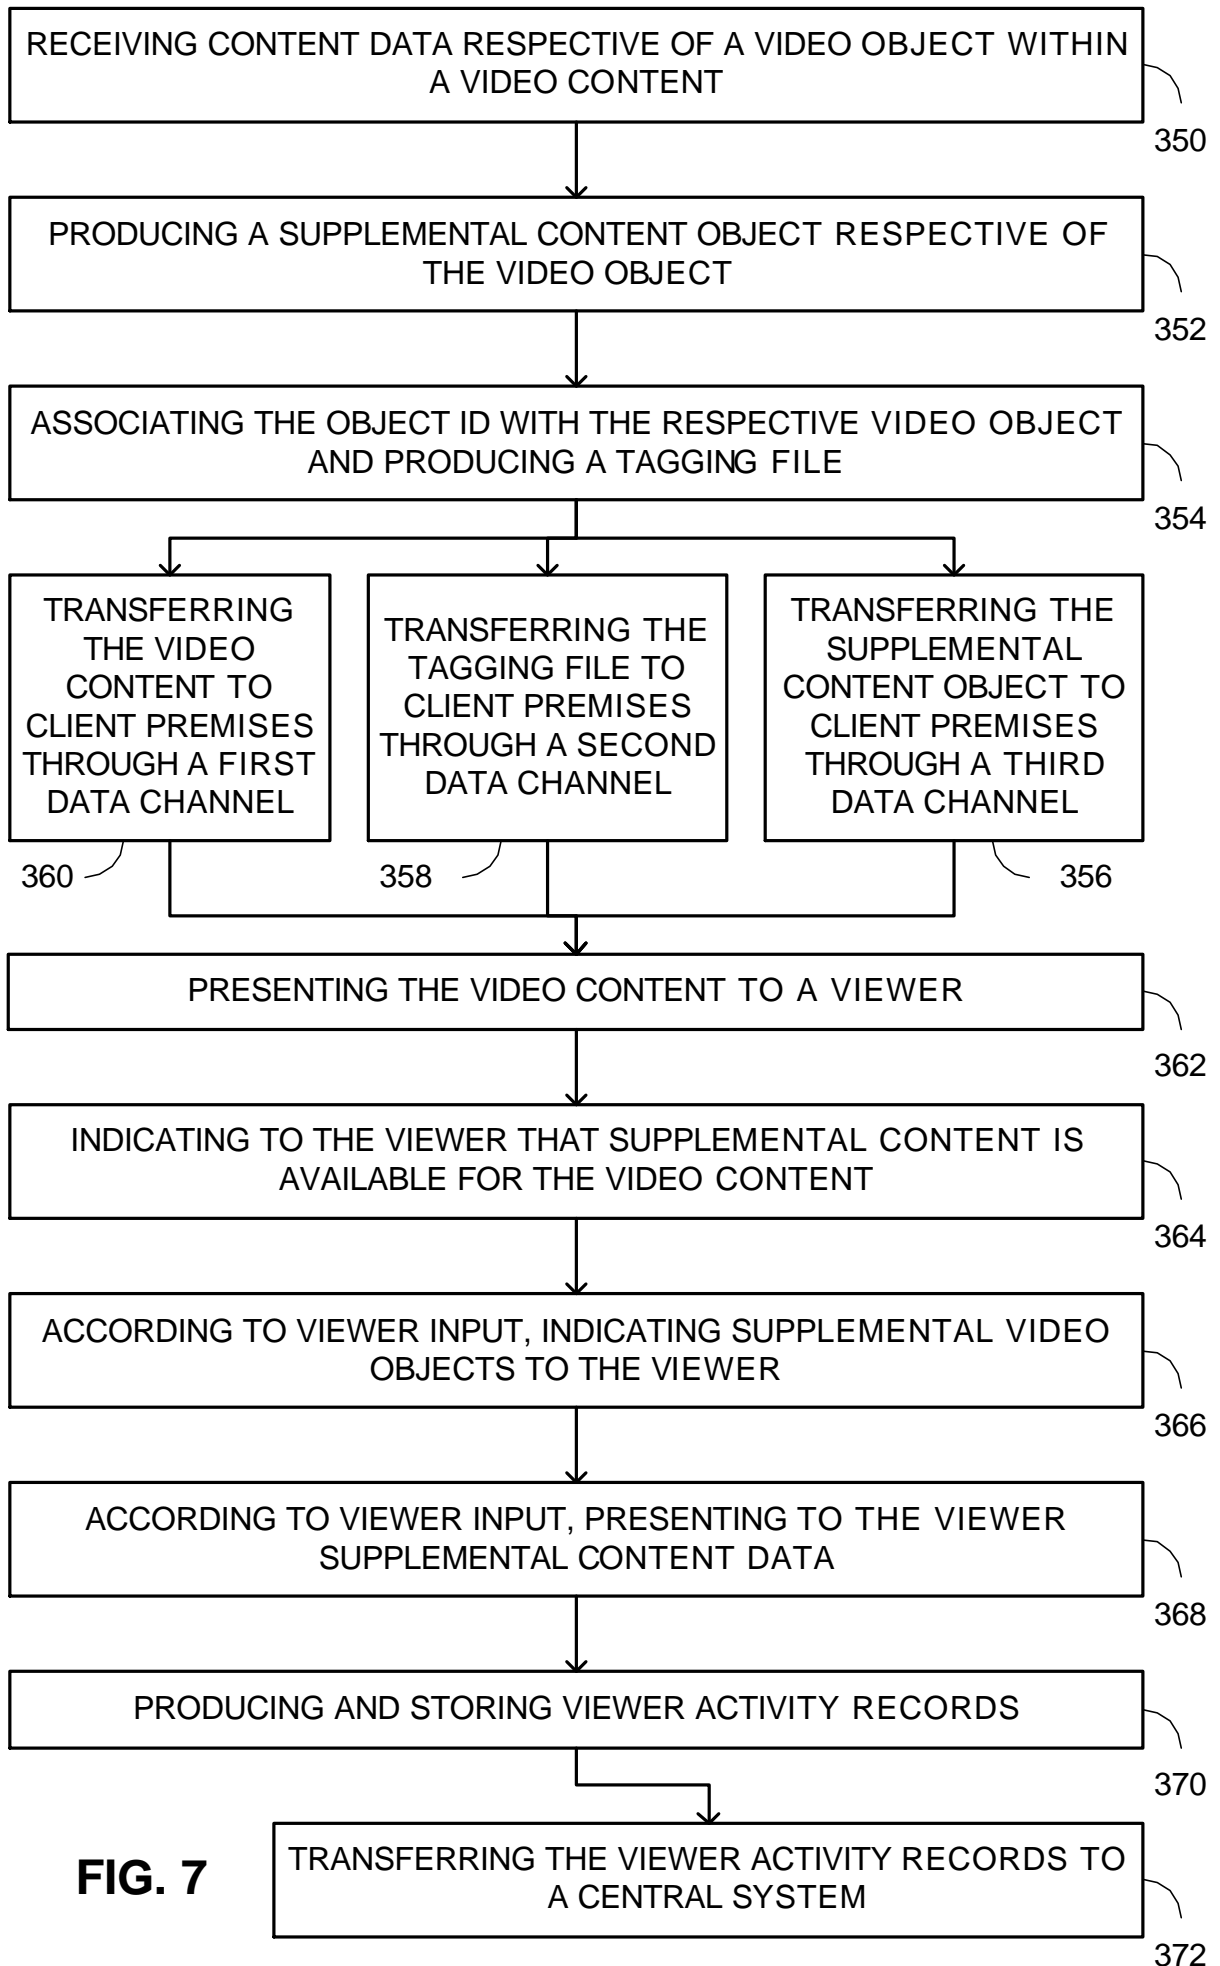 RECEIVING CONTENT DATA RESPECTIVE OF A VIDEO OBJECT WITHIN
A VIDEO CONTENT
350
PRODUCING A SUPPLEMENTAL CONTENT OBJECT RESPECTIVE OF
THE VIDEO OBJECT
352
ASSOCIATING THE OBJECT ID WITH THE RESPECTIVE VIDEO OBJECT
AND PRODUCING A TAGGING FILE
354
TRANSFERRING
THE VIDEO
CONTENT TO
CLIENT PREMISES
THROUGH A FIRST
DATA CHANNEL
360
TRANSFERRING THE
TAGGING FILE TO
CLIENT PREMISES
THROUGH A SECOND
DATA CHANNEL
358
TRANSFERRING THE
SUPPLEMENTAL
CONTENT OBJECT TO
CLIENT PREMISES
THROUGH A THIRD
DATA CHANNEL
356
PRESENTING THE VIDEO CONTENT TO A VIEWER
362
INDICATING TO THE VIEWER THAT SUPPLEMENTAL CONTENT IS
AVAILABLE FOR THE VIDEO CONTENT
364
ACCORDING TO VIEWER INPUT, INDICATING SUPPLEMENTAL VIDEO
OBJECTS TO THE VIEWER
366
ACCORDING TO VIEWER INPUT, PRESENTING TO THE VIEWER
SUPPLEMENTAL CONTENT DATA
368
PRODUCING AND STORING VIEWER ACTIVITY RECORDS
370
TRANSFERRING THE VIEWER ACTIVITY RECORDS TO
A CENTRAL SYSTEM
372
FIG. 7